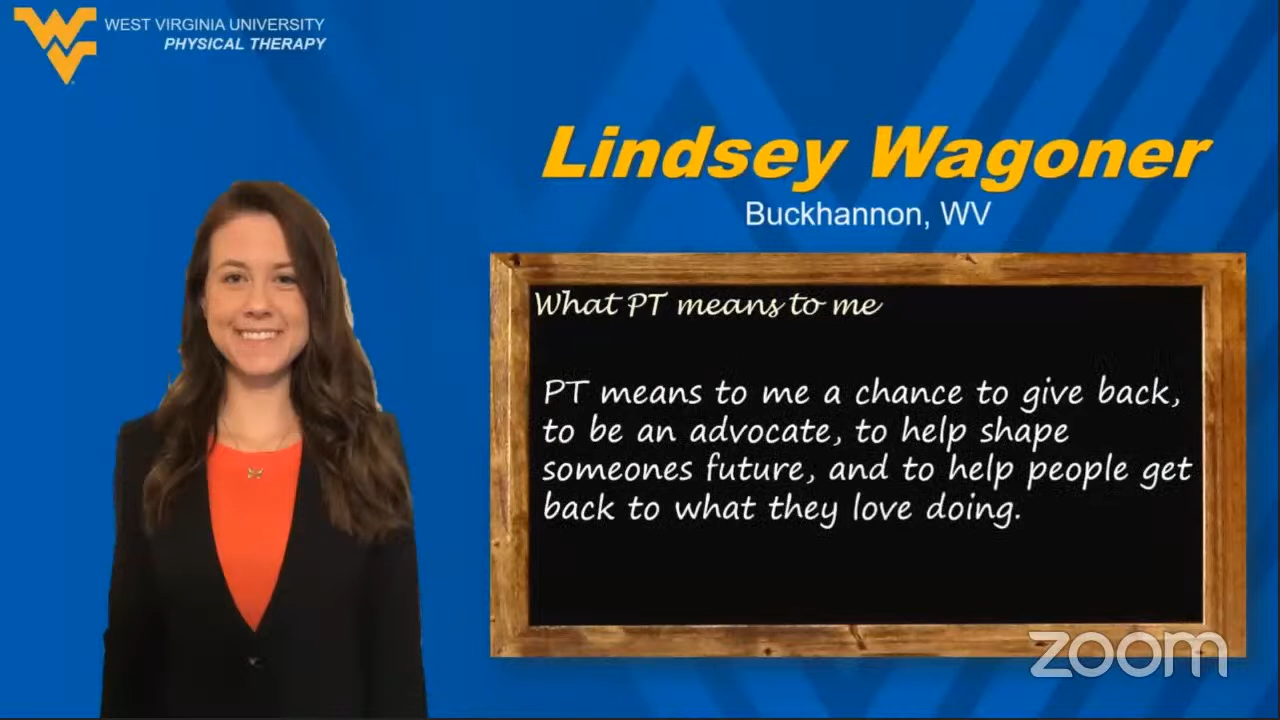 WEST VIRGINIA UNIVERSITY
PHYSICAL THERAPY
Lindsey Wagoner
Buckhannon, WV
What PT means to me
PT means to me a chance to give back,
to be an advocate, to help shape
someones future, and to help people get
back to what they love doing.
zoom